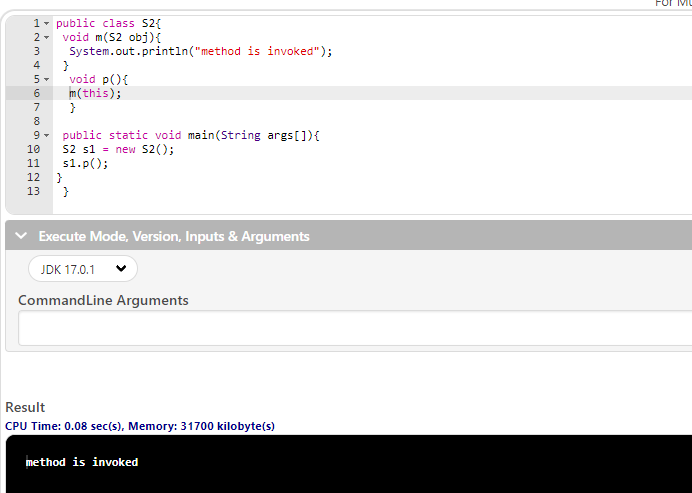 1 public class S2{
2 void m(S2 obj){
3 System.out.println("method is invoked");
4 }
5 void p(){
6 m(this);
7 }
8
9 public static void main(String args[]){
10 S2 s1 = new S2();
11 s1.p();
12 }
13 }
Execute Mode, Version, Inputs & Arguments
JDK 17.0.1
CommandLine Arguments
Result
CPU Time: 0.08 sec(s), Memory: 31700 kilobyte(s)
method is invoked